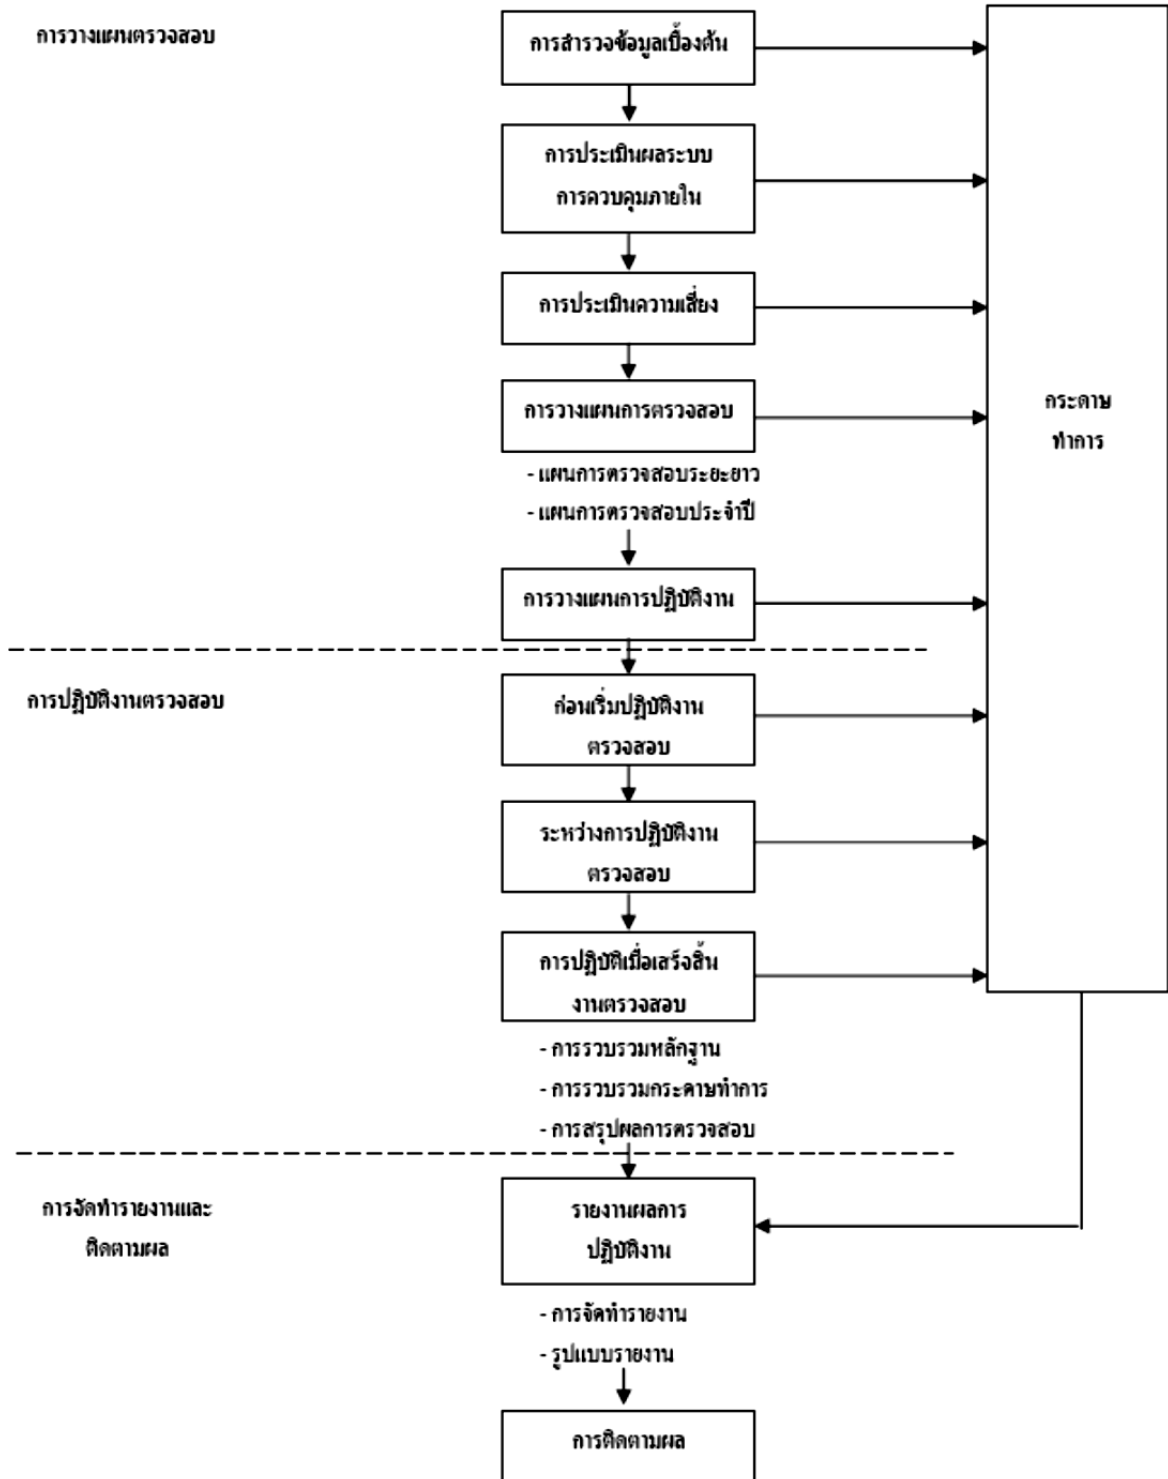 การวางแผนตรวจสอบ
การสำรวจข้อมูลเบื้องต้น
การประเมินผลระบบ
การควบคุมภายใน
การประเมินความเสี่ยง
การวางแผนการตรวจสอบ
- แผนการตรวจสอบระยะยาว
- แผนการตรวจสอบประจำปี
การวางแผนการปฏิบัติงาน
กระดาษ
ทำการ
การปฏิบัติงานตรวจสอบ
ก่อนเริ่มปฏิบัติงาน
ตรวจสอบ
ระหว่างการปฏิบัติงาน
ตรวจสอบ
การปฏิบัติเมื่อเสร็จสิ้น
งานตรวจสอบ
- การรวบรวมหลักฐาน
- การรวบรวมกระดาษทำการ
- การสรุปผลการตรวจสอบ
การจัดทำรายงานและ
ติดตามผล
รายงานผลการ
ปฏิบัติงาน
- การจัดทำรายงาน
- รูปแบบรายงาน
การติดตามผล